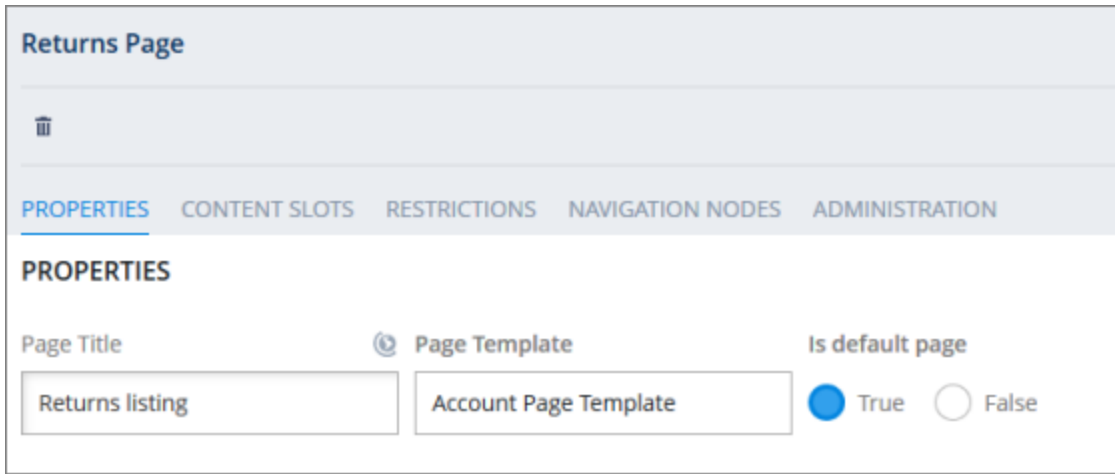 Returns Page
PROPERTIES CONTENT SLOTS RESTRICTIONS NAVIGATION NODES ADMINISTRATION
PROPERTIES
Page Title Page Template Is default page
Returns listing Account Page Template True False